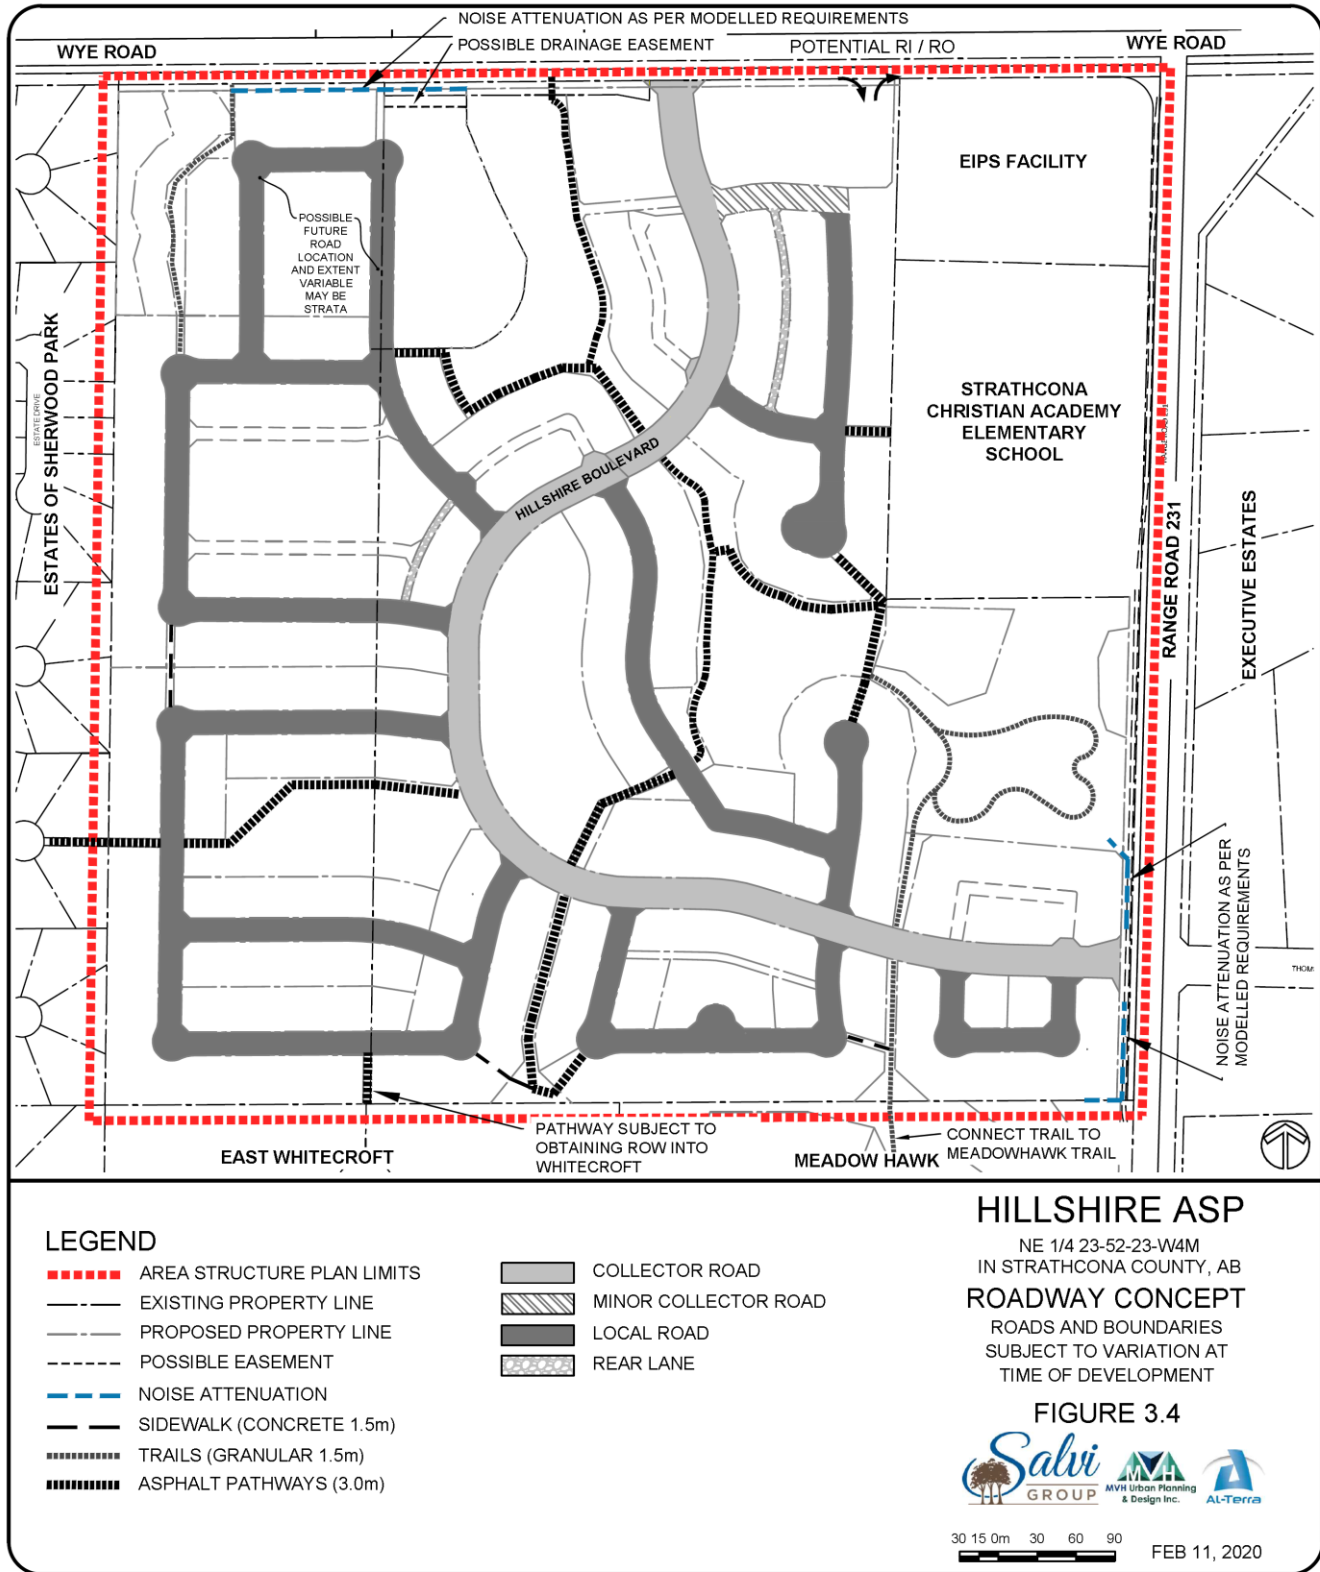 NOISE ATTENUATION AS PER MODELLED REQUIREMENTS
WYE ROAD
POSSIBLE DRAINAGE EASEMENT
POTENTIAL RI / RO
WYE ROAD
EIPS FACILITY
POSSIBLE
FUTURE
ROAD
LOCATION
AND EXTENT
VARIABLE
MAY BE
STRATA
ESTATES OF SHERWOOD PARK
ESTATE DRIVE
STRATHCONA
CHRISTIAN ACADEMY
ELEMENTARY
SCHOOL
HILLSHIRE BOULEVARD
RANGE ROAD 231
EXECUTIVE ESTATES
NOISE ATTENUATION AS PER
MODELLED REQUIREMENTS
THOM
PATHWAY SUBJECT TO
OBTAINING ROW INTO
WHITECROFT
EAST WHITECROFT
MEADOW HAWK
CONNECT TRAIL TO
MEADOWHAWK TRAIL
LEGEND
AREA STRUCTURE PLAN LIMITS
EXISTING PROPERTY LINE
PROPOSED PROPERTY LINE
POSSIBLE EASEMENT
NOISE ATTENUATION
SIDEWALK (CONCRETE 1.5m)
TRAILS (GRANULAR 1.5m)
ASPHALT PATHWAYS (3.0m)
COLLECTOR ROAD
MINOR COLLECTOR ROAD
LOCAL ROAD
REAR LANE
HILLSHIRE ASP
NE 1/4 23-52-23-W4M
IN STRATHCONA COUNTY, AB
ROADWAY CONCEPT
ROADS AND BOUNDARIES
SUBJECT TO VARIATION AT
TIME OF DEVELOPMENT
FIGURE 3.4
Salvi
GROUP
MVH
MVH Urban Planning
& Design Inc.
AL-Terra
30 15 0m 30 60 90
FEB 11, 2020